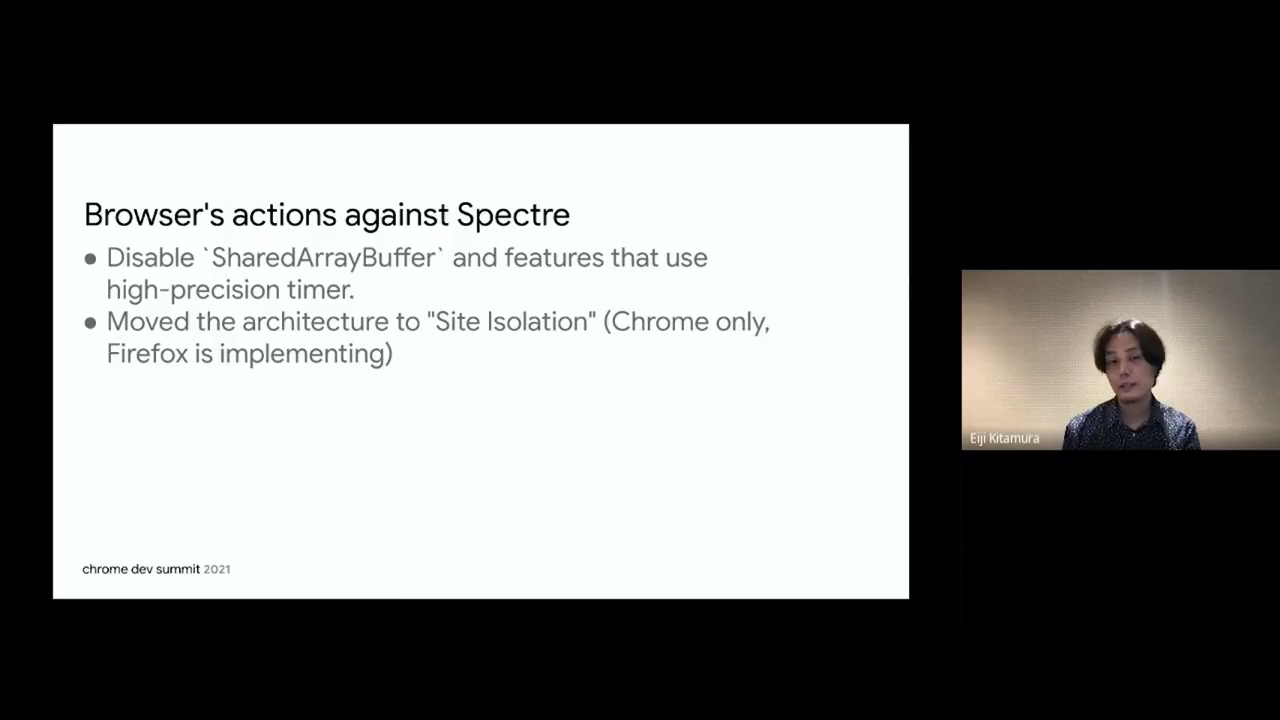 Browser's actions against Spectre
● Disable `SharedArrayBuffer` and features that use
high-precision timer.
● Moved the architecture to "Site Isolation" (Chrome only,
Firefox is implementing)
chrome dev summit 2021
Eiji Kitamura